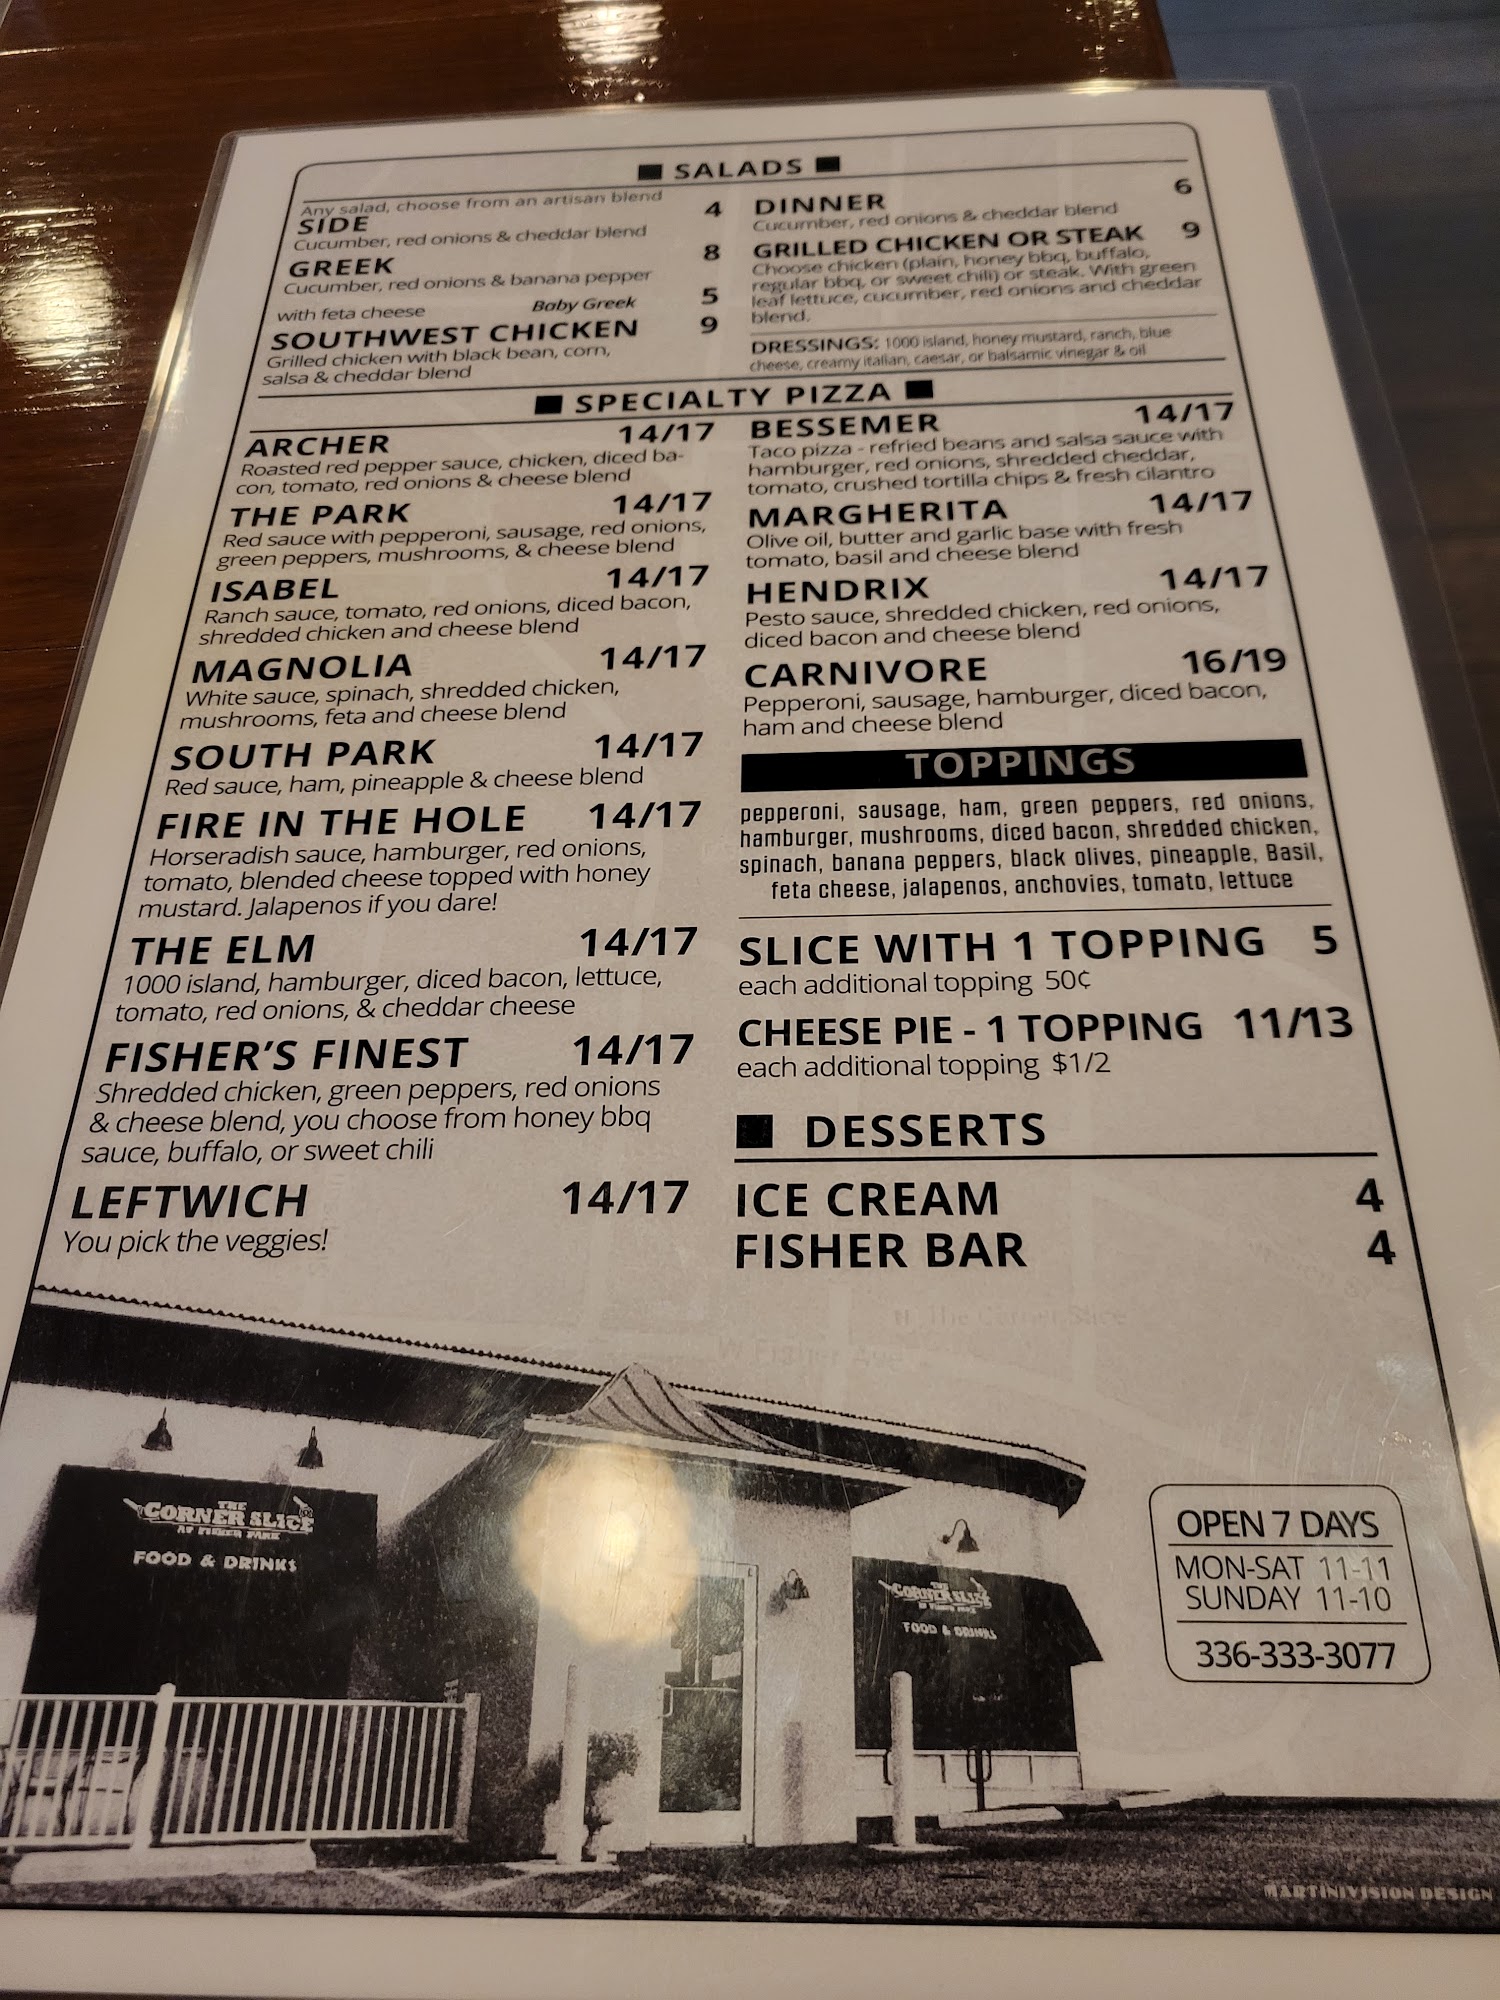 SALADS
Any salad, choose from an artisan blend
SIDE 4
Cucumber, red onions & cheddar blend
GREEK 8
Cucumber, red onions & banana pepper
with feta cheese Baby Greek 5
SOUTHWEST CHICKEN 9
Grilled chicken with black bean, corn,
salsa & cheddar blend
DINNER 6
Cucumber, red onions & cheddar blend
GRILLED CHICKEN OR STEAK 9
Choose chicken (plain, honey bbq, buffalo,
regular bbq, or sweet chili) or steak. With green
leaf lettuce, cucumber, red onions and cheddar
blend.
DRESSINGS: 1000 island, honey mustard, ranch, blue
cheese, creamy italian, caesar, or balsamic vinegar & oil
SPECIALTY PIZZA
ARCHER 14/17
Roasted red pepper sauce, chicken, diced ba-
con, tomato, red onions & cheese blend
THE PARK 14/17
Red sauce with pepperoni, sausage, red onions,
green peppers, mushrooms, & cheese blend
ISABEL 14/17
Ranch sauce, tomato, red onions, diced bacon,
shredded chicken and cheese blend
MAGNOLIA 14/17
White sauce, spinach, shredded chicken,
mushrooms, feta and cheese blend
SOUTH PARK 14/17
Red sauce, ham, pineapple & cheese blend
FIRE IN THE HOLE 14/17
Horseradish sauce, hamburger, red onions,
tomato, blended cheese topped with honey
mustard. Jalapenos if you dare!
THE ELM 14/17
1000 island, hamburger, diced bacon, lettuce,
tomato, red onions, & cheddar cheese
FISHER'S FINEST 14/17
Shredded chicken, green peppers, red onions
& cheese blend, you choose from honey bbq
sauce, buffalo, or sweet chili
LEFTWICH 14/17
You pick the veggies!
BESSEMER 14/17
Taco pizza - refried beans and salsa sauce with
hamburger, red onions, shredded cheddar,
tomato, crushed tortilla chips & fresh cilantro
MARGHERITA 14/17
Olive oil, butter and garlic base with fresh
tomato, basil and cheese blend
HENDRIX 14/17
Pesto sauce, shredded chicken, red onions,
diced bacon and cheese blend
CARNIVORE 16/19
Pepperoni, sausage, hamburger, diced bacon,
ham and cheese blend
TOPPINGS
pepperoni, sausage, ham, green peppers, red onions,
hamburger, mushrooms, diced bacon, shredded chicken,
spinach, banana peppers, black olives, pineapple, Basil,
feta cheese, jalapenos, anchovies, tomato, lettuce
SLICE WITH 1 TOPPING 5
each additional topping 50¢
CHEESE PIE - 1 TOPPING 11/13
each additional topping $1/2
DESSERTS
ICE CREAM 4
FISHER BAR 4
THE
CORNER SLICE
AT FISHER PARK
FOOD & DRINKS
THE
CORNER SLICE
AT FISHER PARK
FOOD & DRINKS
OPEN 7 DAYS
MON-SAT 11-11
SUNDAY 11-10
336-333-3077
MARTINIVISION DESIGN